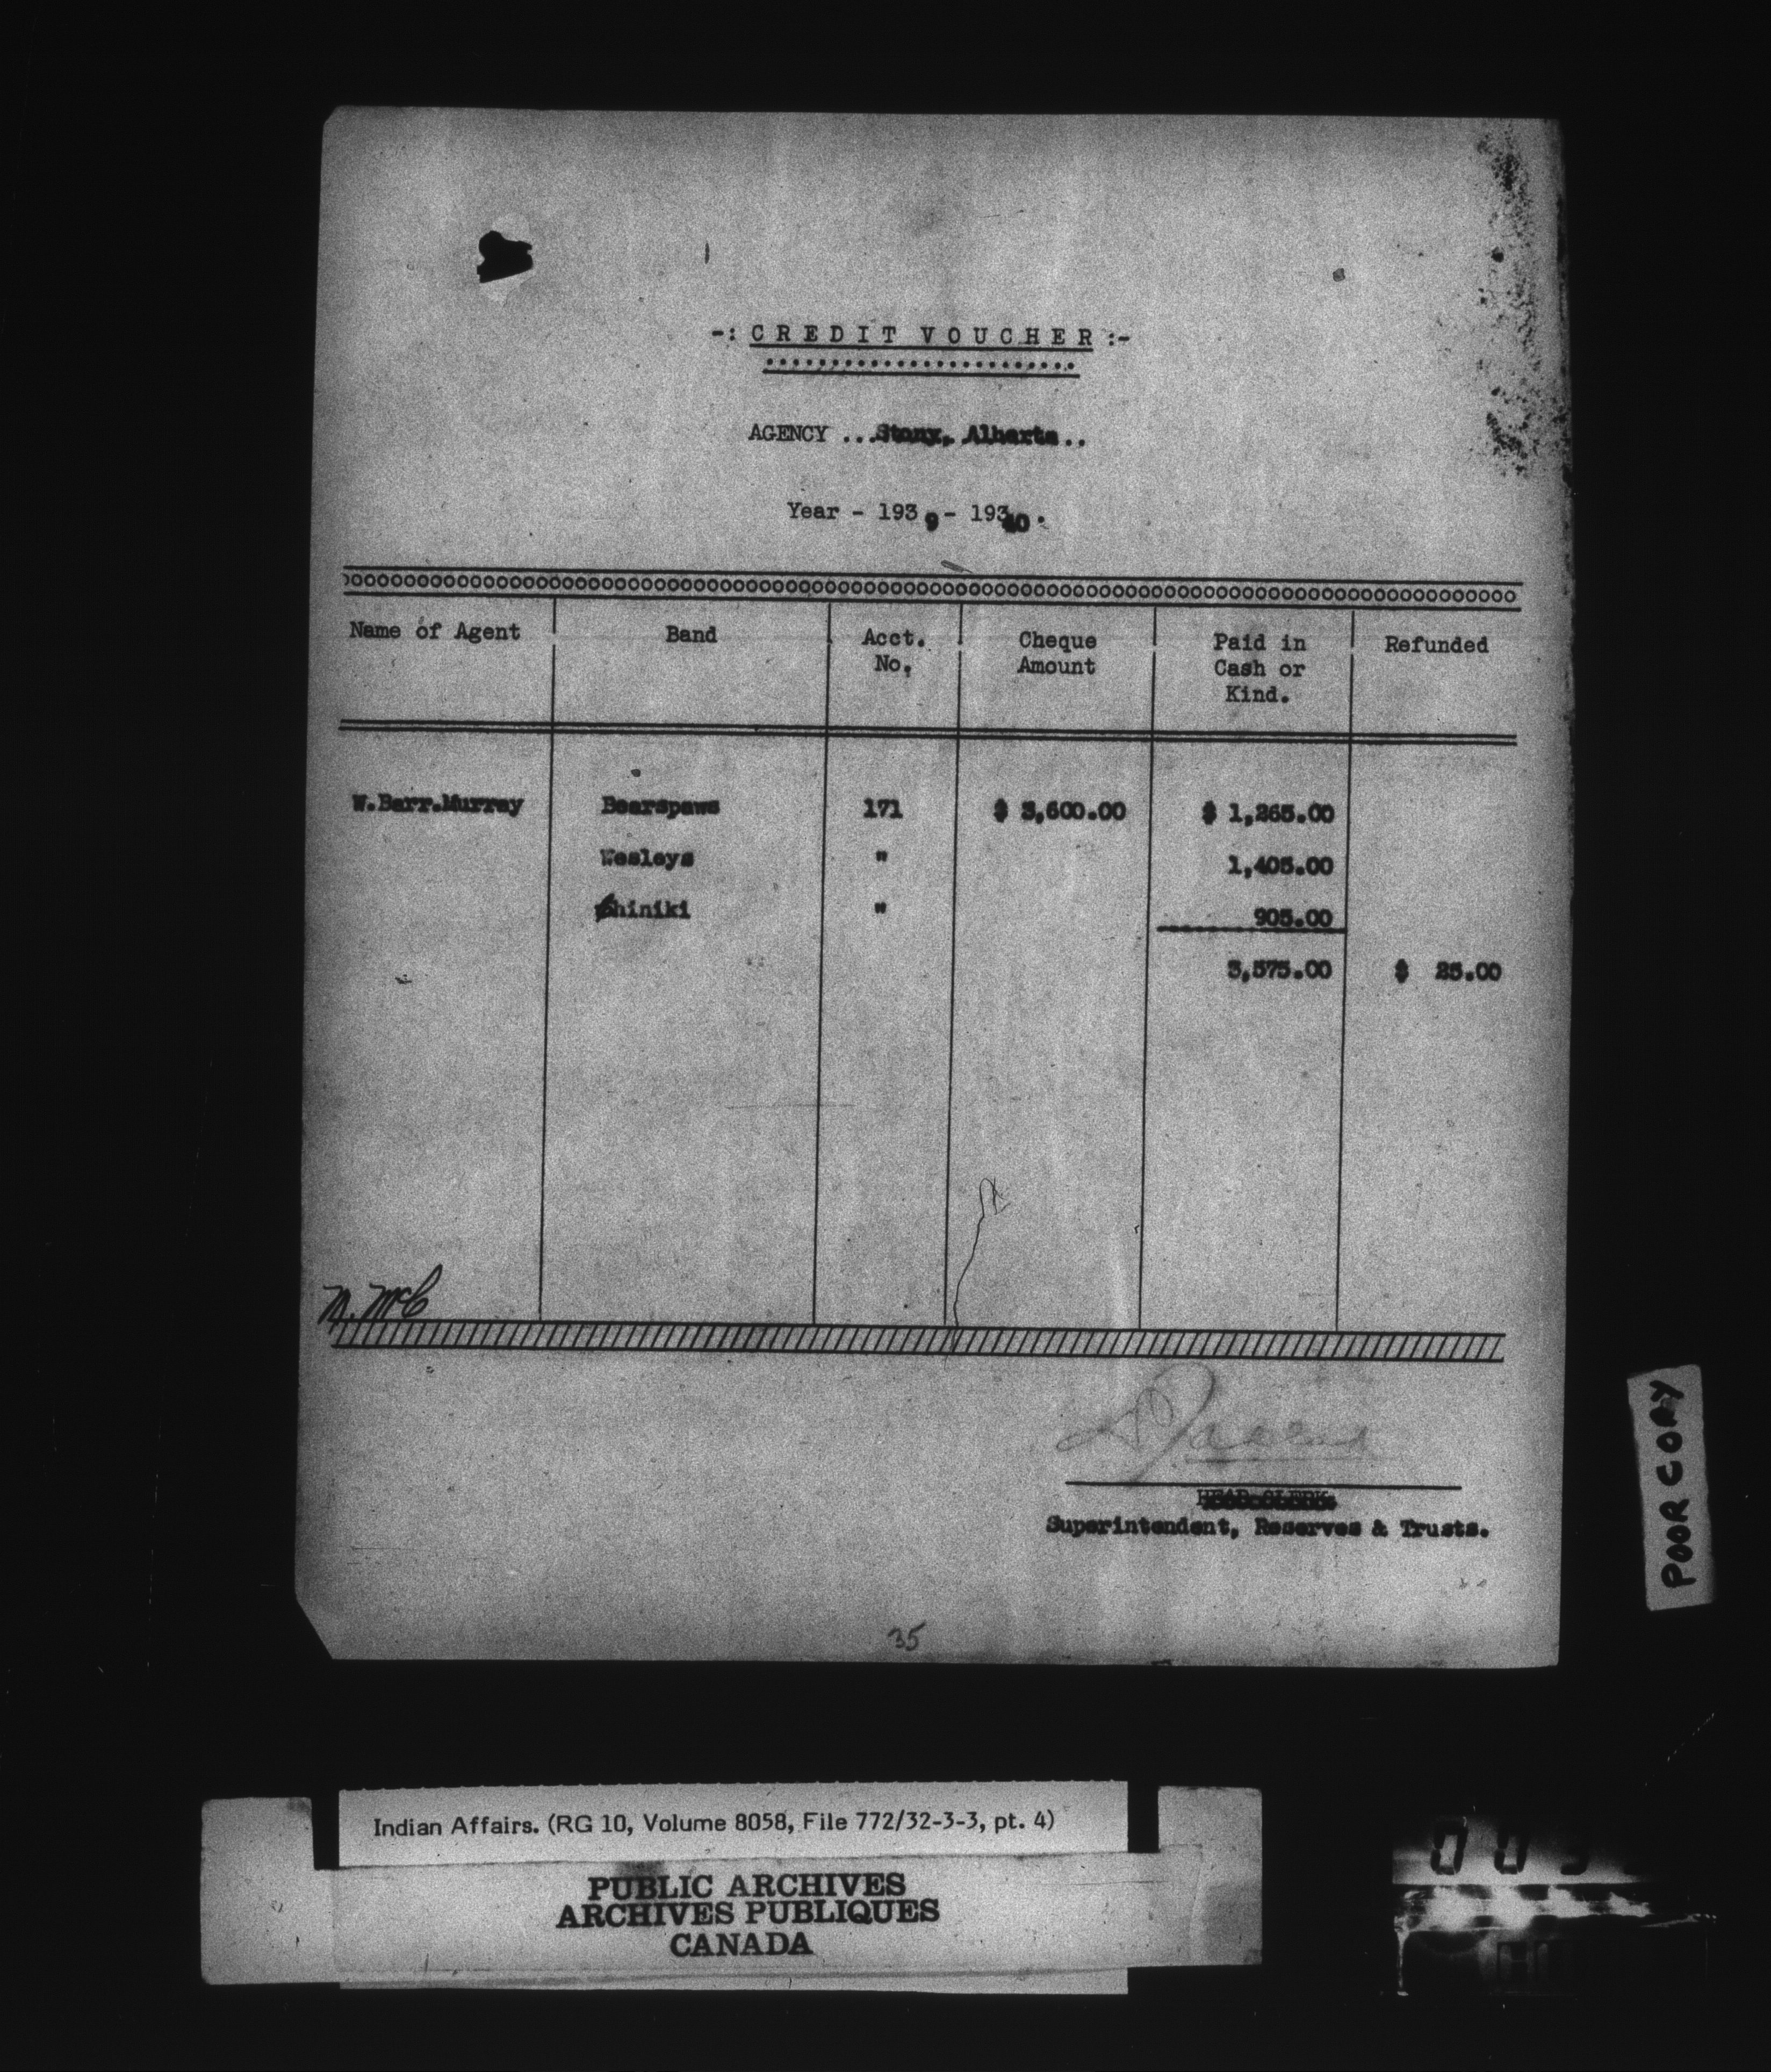 -: CREDIT VOUCHER :-
AGENCY ...Stony, Alberta..
Year - 1939 - 1940.
Name of Agent Band Acct. No. Cheque Amount Paid in Cash or Kind. Refunded
W.Barr.Murray Bearspaws 171 $ 3,600.00 $ 1,265.00
Wesleys " 1,405.00
Chiniki " 905.00
3,575.00 $ 25.00
M. McC
HEAD CLERK
Superintendent, Reserves & Trusts.
35
POOR COPY
Indian Affairs. (RG 10, Volume 8058, File 772/32-3-3, pt. 4)
PUBLIC ARCHIVES
ARCHIVES PUBLIQUES
CANADA